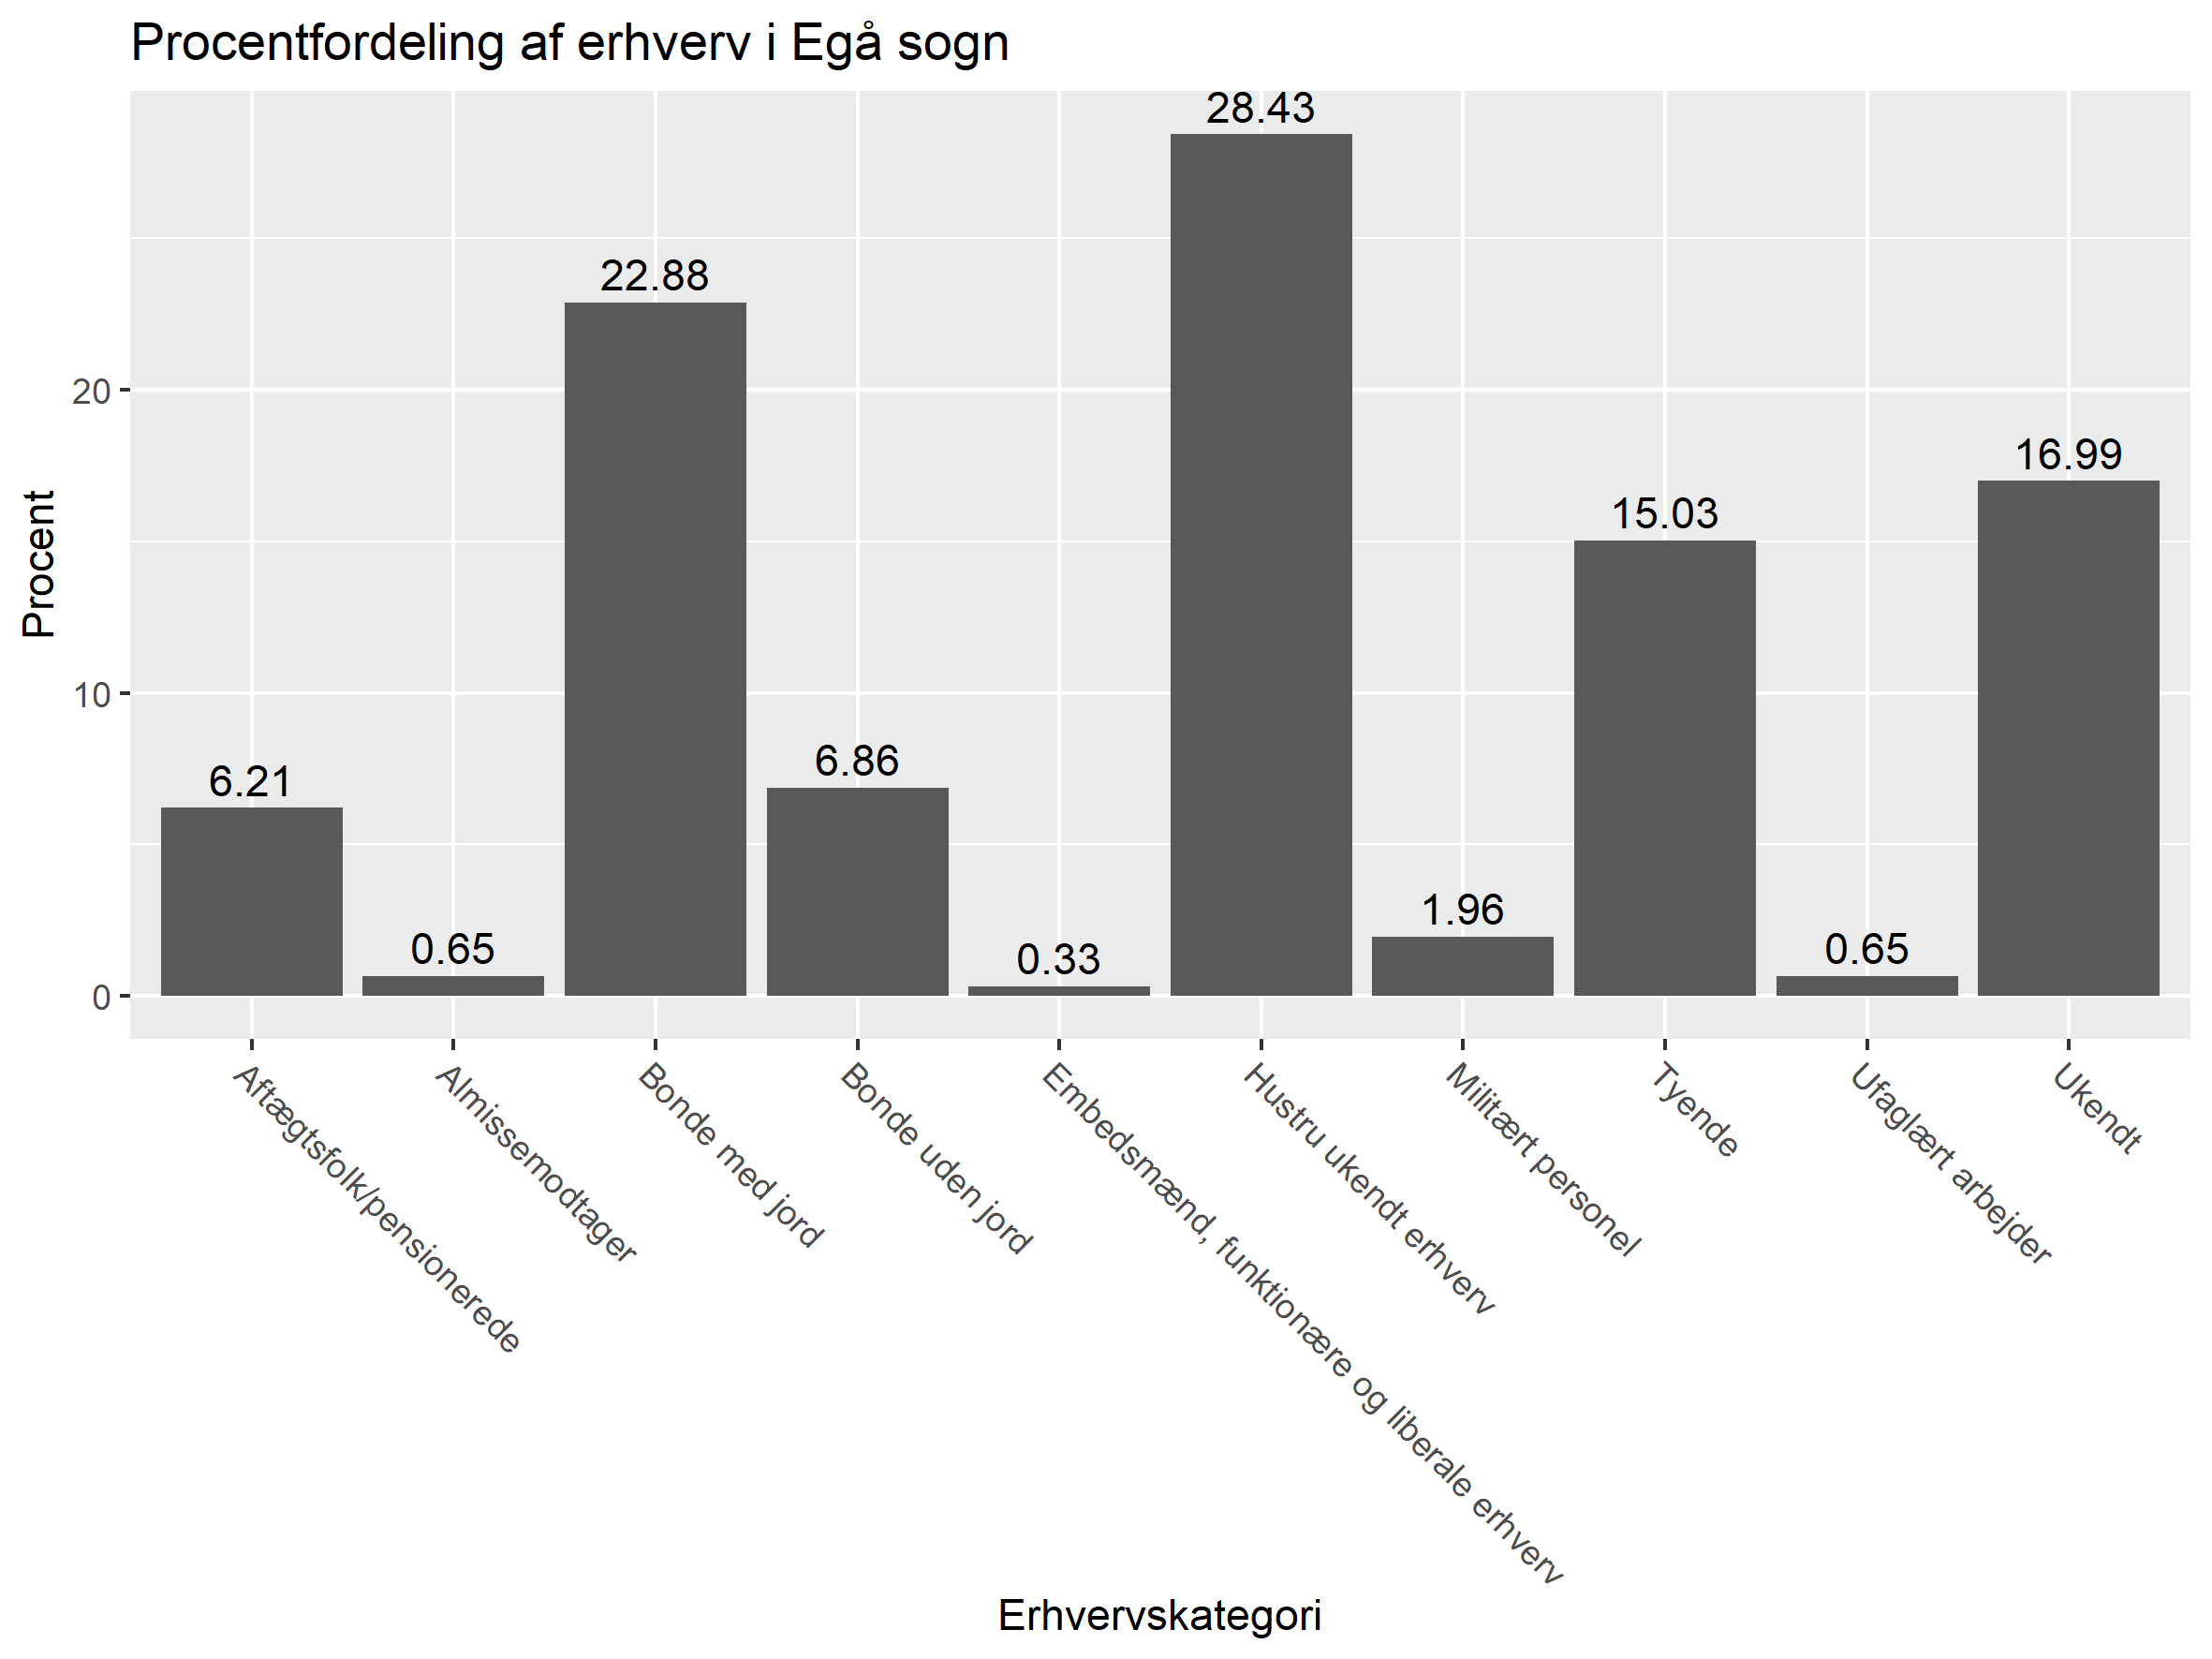 Procentfordeling af erhverv i Egå sogn
28.43
22.88
20
16.99
15.03
Procent
10
6.86
6.21
1.96
0.65
0.65
0.33
0
Aftægtsfolk/pensionerede
Almissemodtager
Bonde med jord
Bonde uden jord
Embedsmænd, funktionære og liberale erhverv
Hustru ukendt erhverv
Militært personel
Tyende
Ufaglært arbejder
Ukendt
Erhvervskategori